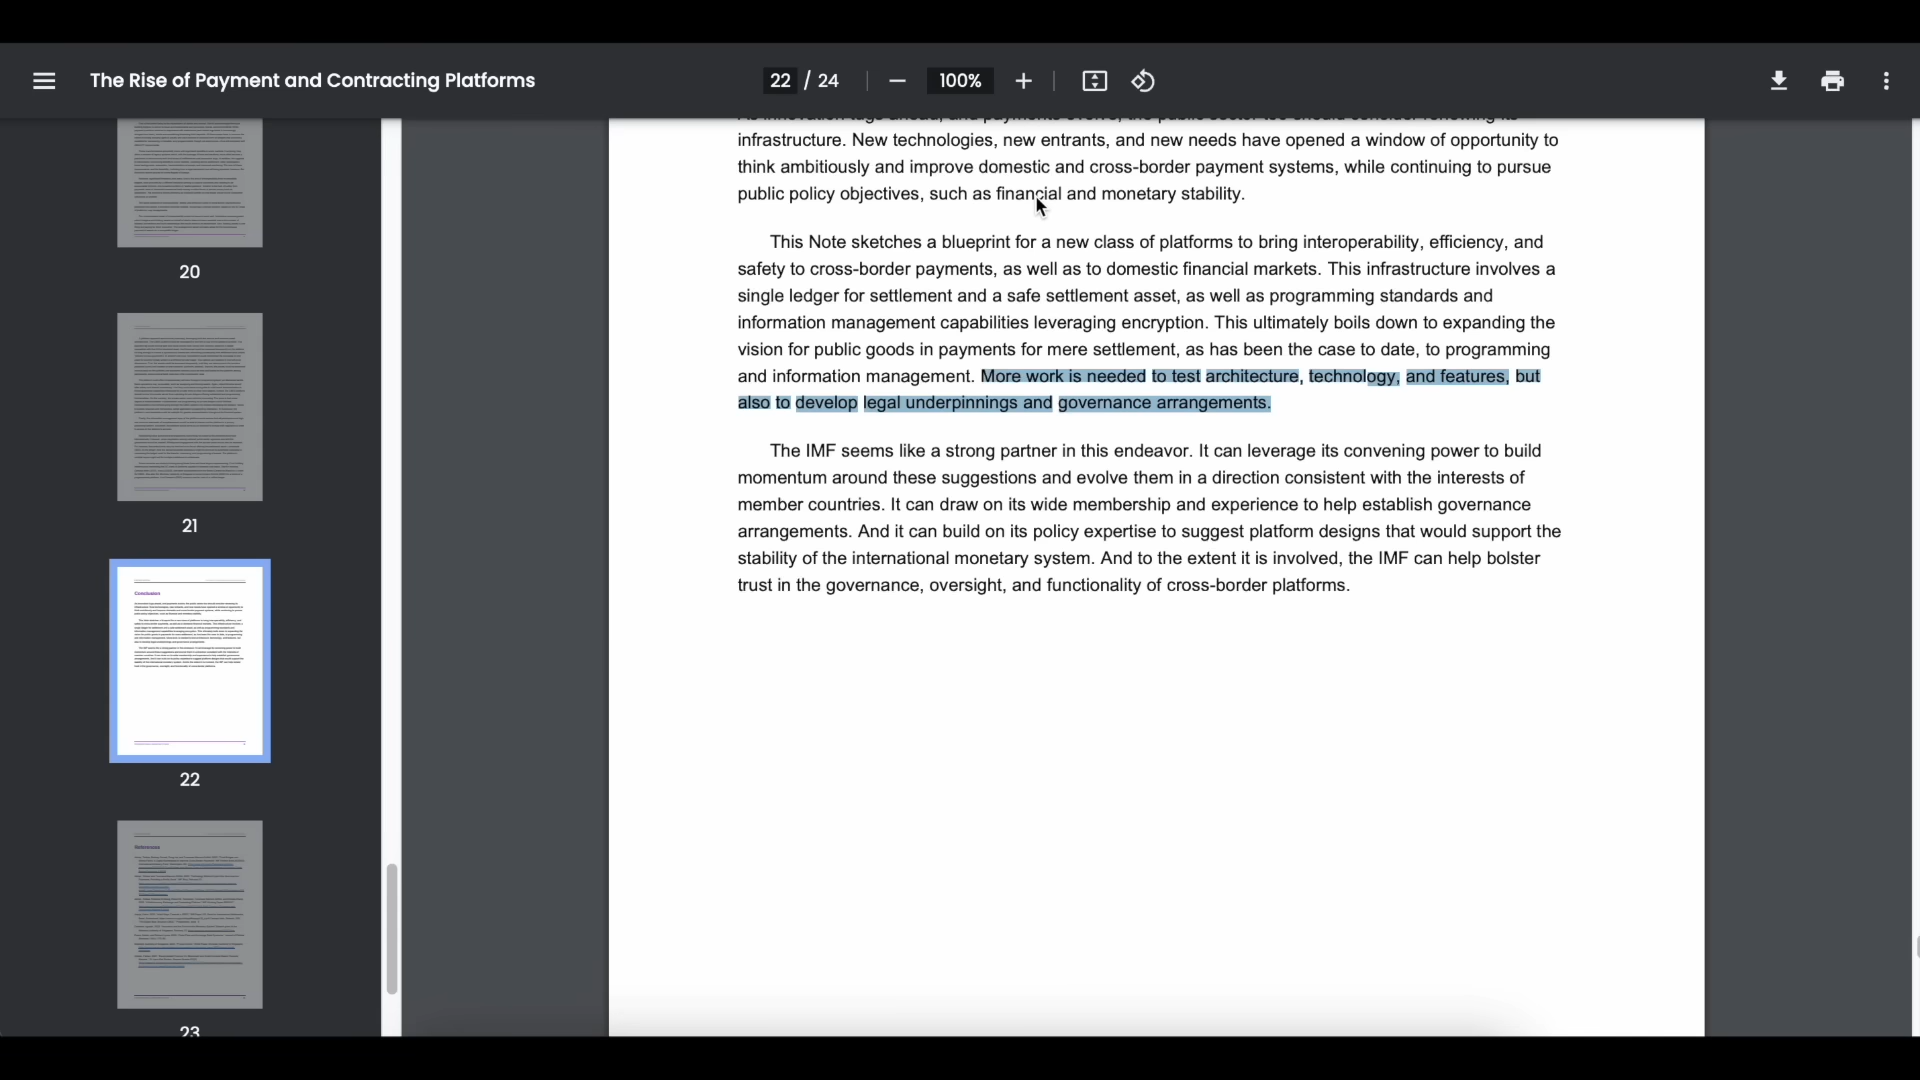 The Rise of Payment and Contracting Platforms
22 / 24
100%
20
21
22
Conclusion
23
References
infrastructure. New technologies, new entrants, and new needs have opened a window of opportunity to
think ambitiously and improve domestic and cross-border payment systems, while continuing to pursue
public policy objectives, such as financial and monetary stability.
This Note sketches a blueprint for a new class of platforms to bring interoperability, efficiency, and
safety to cross-border payments, as well as to domestic financial markets. This infrastructure involves a
single ledger for settlement and a safe settlement asset, as well as programming standards and
information management capabilities leveraging encryption. This ultimately boils down to expanding the
vision for public goods in payments for mere settlement, as has been the case to date, to programming
and information management. More work is needed to test architecture, technology, and features, but
also to develop legal underpinnings and governance arrangements.
The IMF seems like a strong partner in this endeavor. It can leverage its convening power to build
momentum around these suggestions and evolve them in a direction consistent with the interests of
member countries. It can draw on its wide membership and experience to help establish governance
arrangements. And it can build on its policy expertise to suggest platform designs that would support the
stability of the international monetary system. And to the extent it is involved, the IMF can help bolster
trust in the governance, oversight, and functionality of cross-border platforms.